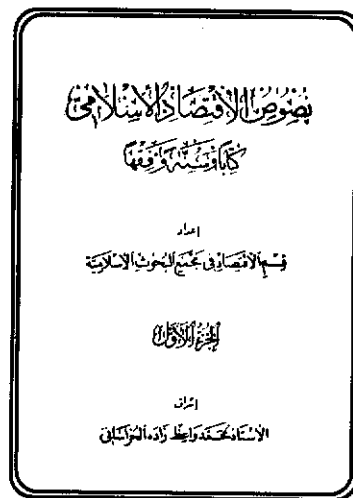 نصوص الاقتصاد الإسلامي
كتاباً وسنة وفقهاً
إعداد
قسم الاقتصاد في مجمع البحوث الإسلامية
الجزء الأول
إشراف
الأستاذ محمد واعظ زاده الخراساني